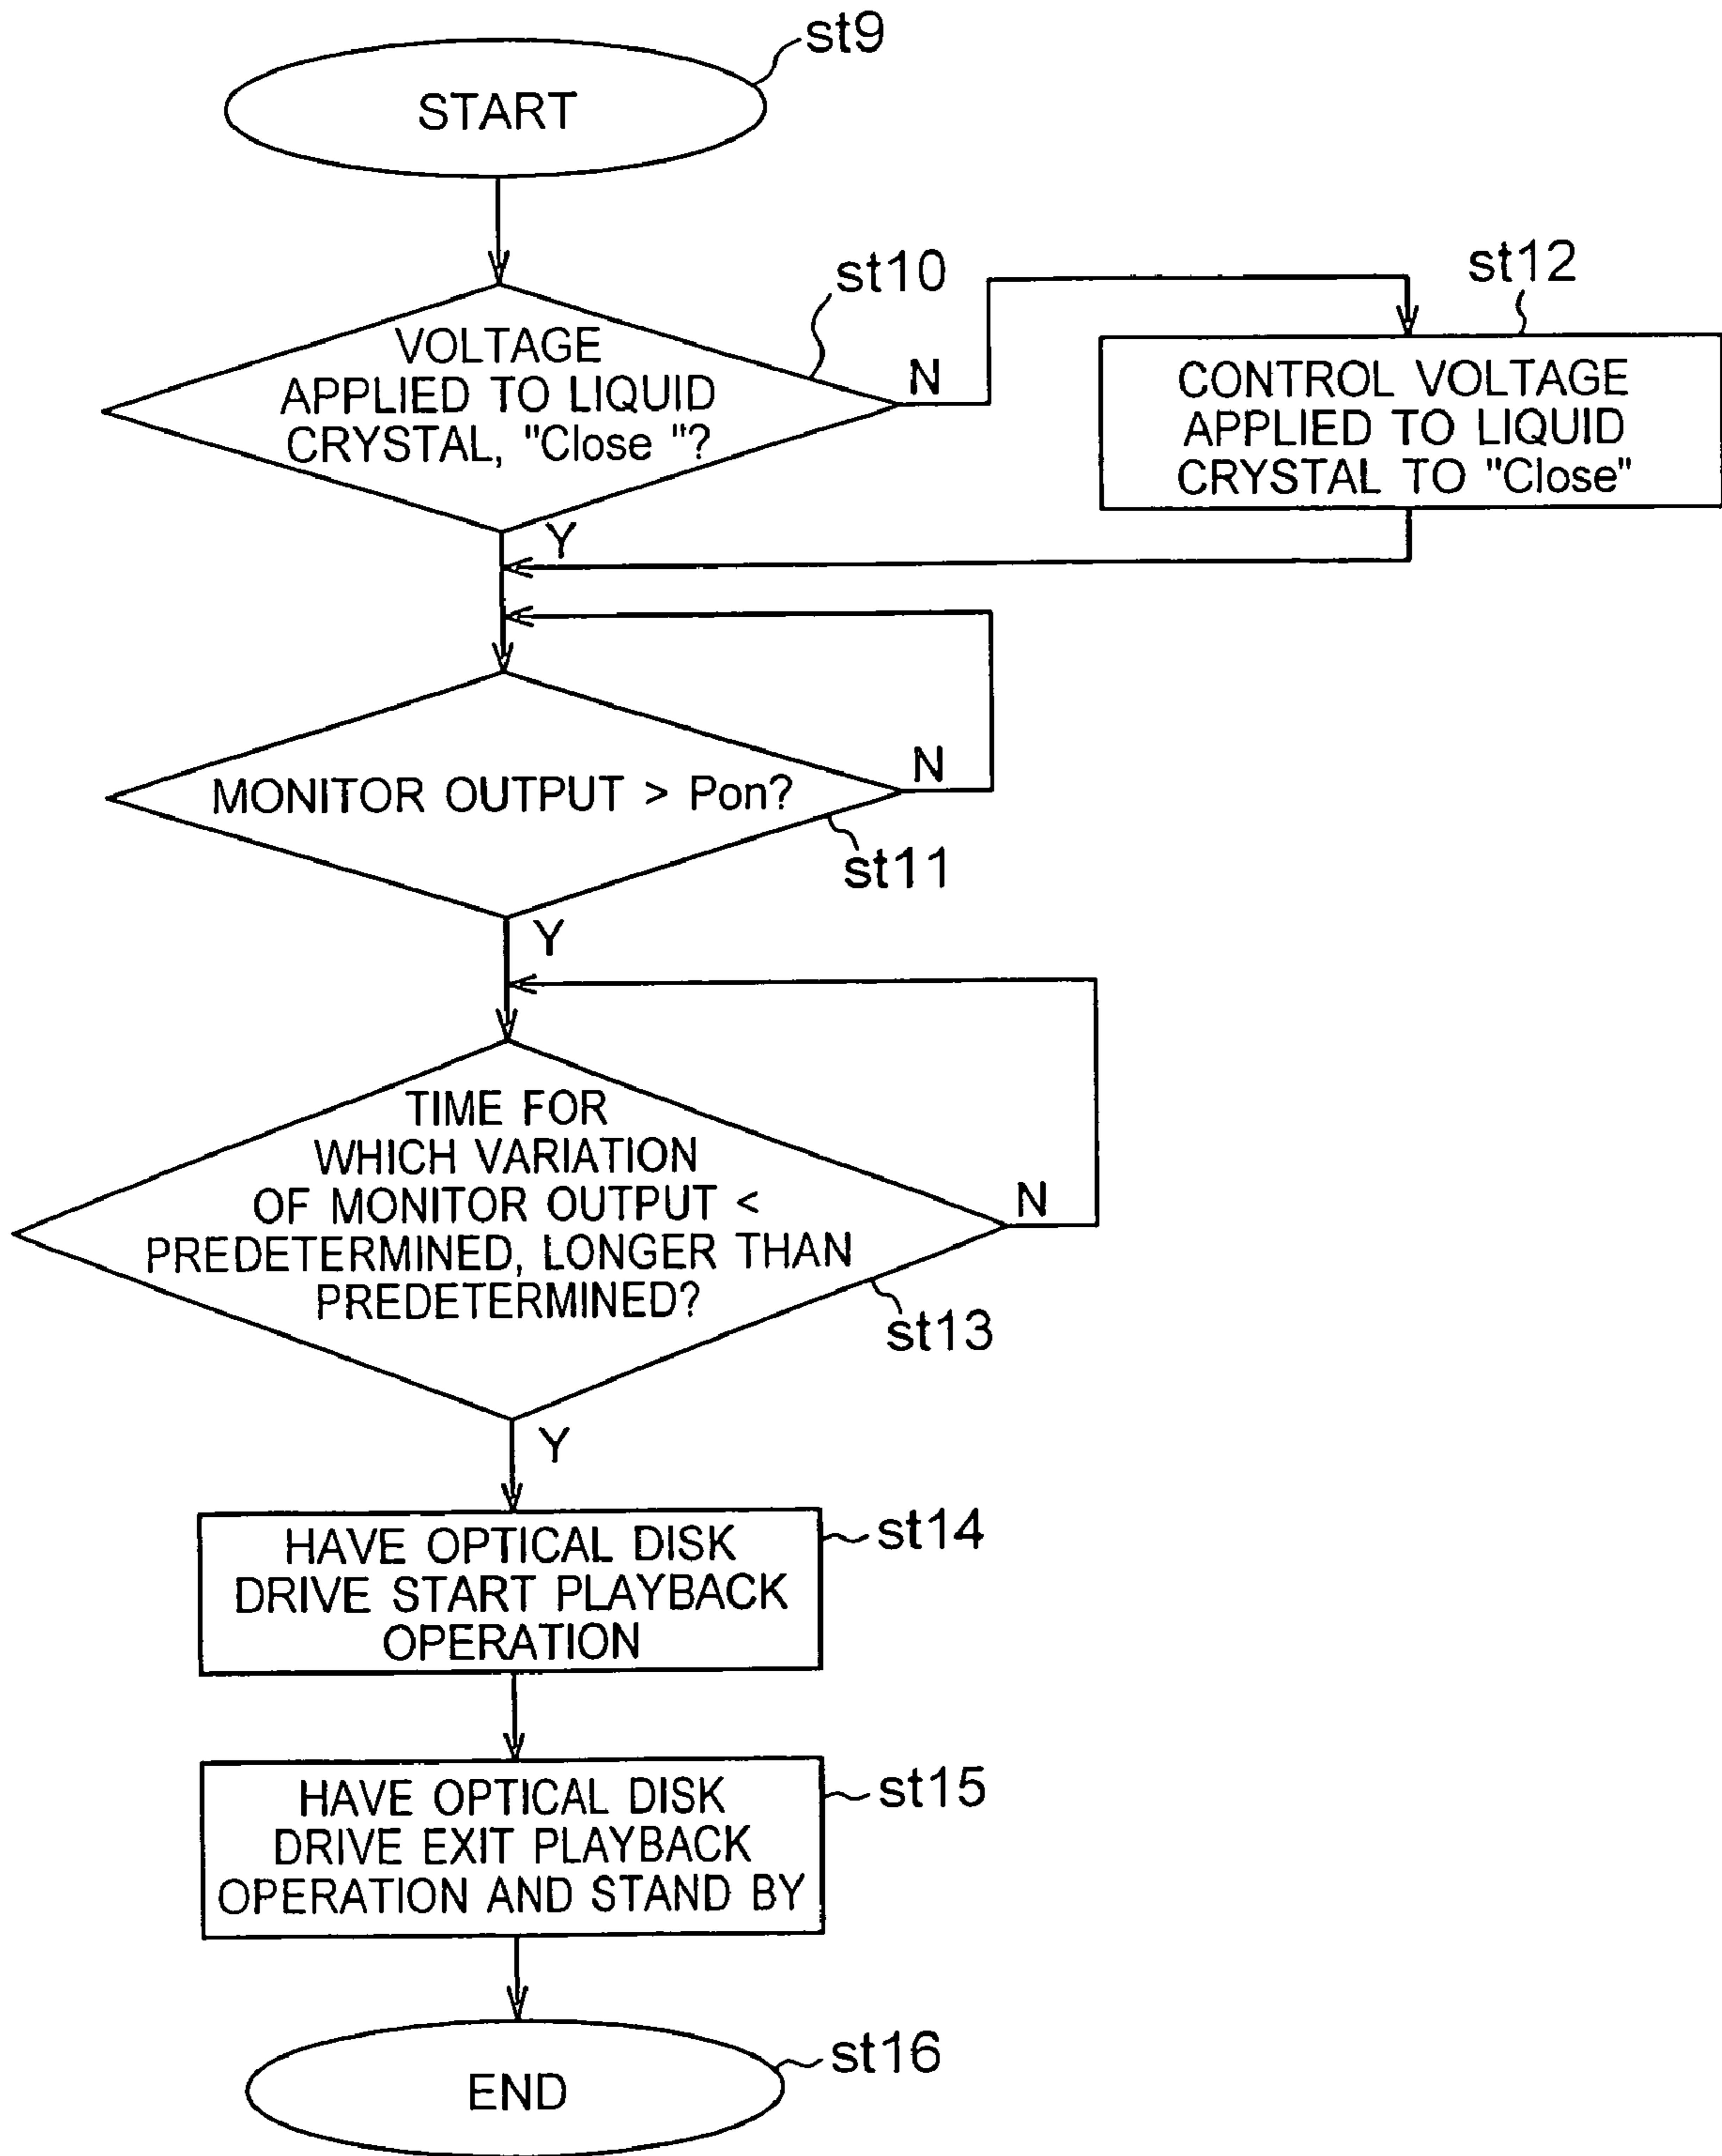 st9
START
st10
VOLTAGE
APPLIED TO LIQUID
CRYSTAL, "Close "?
N
Y
st12
CONTROL VOLTAGE
APPLIED TO LIQUID
CRYSTAL TO "Close"
MONITOR OUTPUT > Pon?
N
st11
Y
TIME FOR
WHICH VARIATION
OF MONITOR OUTPUT <
PREDETERMINED, LONGER THAN
PREDETERMINED?
N
st13
Y
HAVE OPTICAL DISK
DRIVE START PLAYBACK
OPERATION
st14
HAVE OPTICAL DISK
DRIVE EXIT PLAYBACK
OPERATION AND STAND BY
st15
END
st16